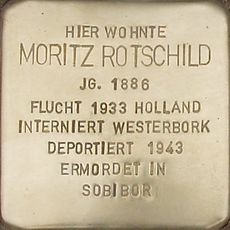 HIER WOHNTE
MORITZ ROTSCHILD
JG. 1886
FLUCHT 1933 HOLLAND
INTERNIERT WESTERBORK
DEPORTIERT 1943
ERMORDET IN
SOBIBOR